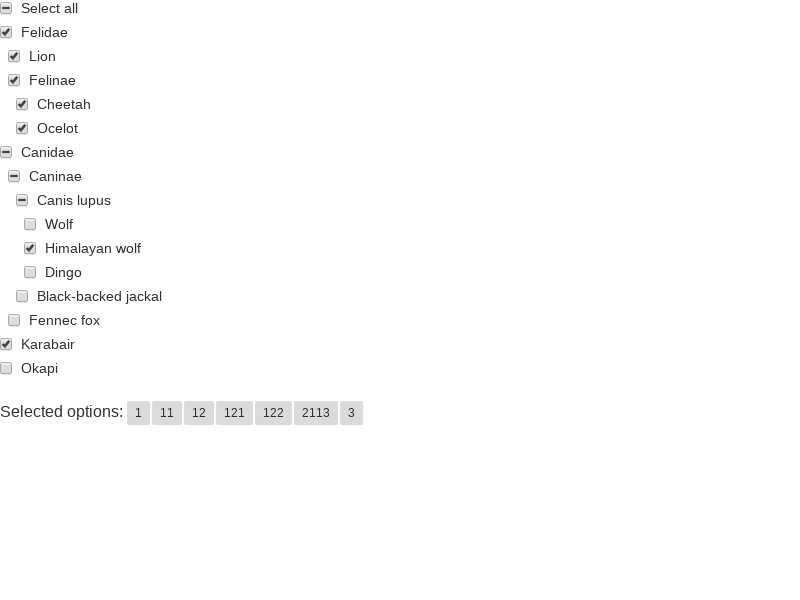 Select all
Felidae
Lion
Felinae
Cheetah
Ocelot
Canidae
Caninae
Canis lupus
Wolf
Himalayan wolf
Dingo
Black-backed jackal
Fennec fox
Karabair
Okapi
Selected options: 1 11 12 121 122 2113 3